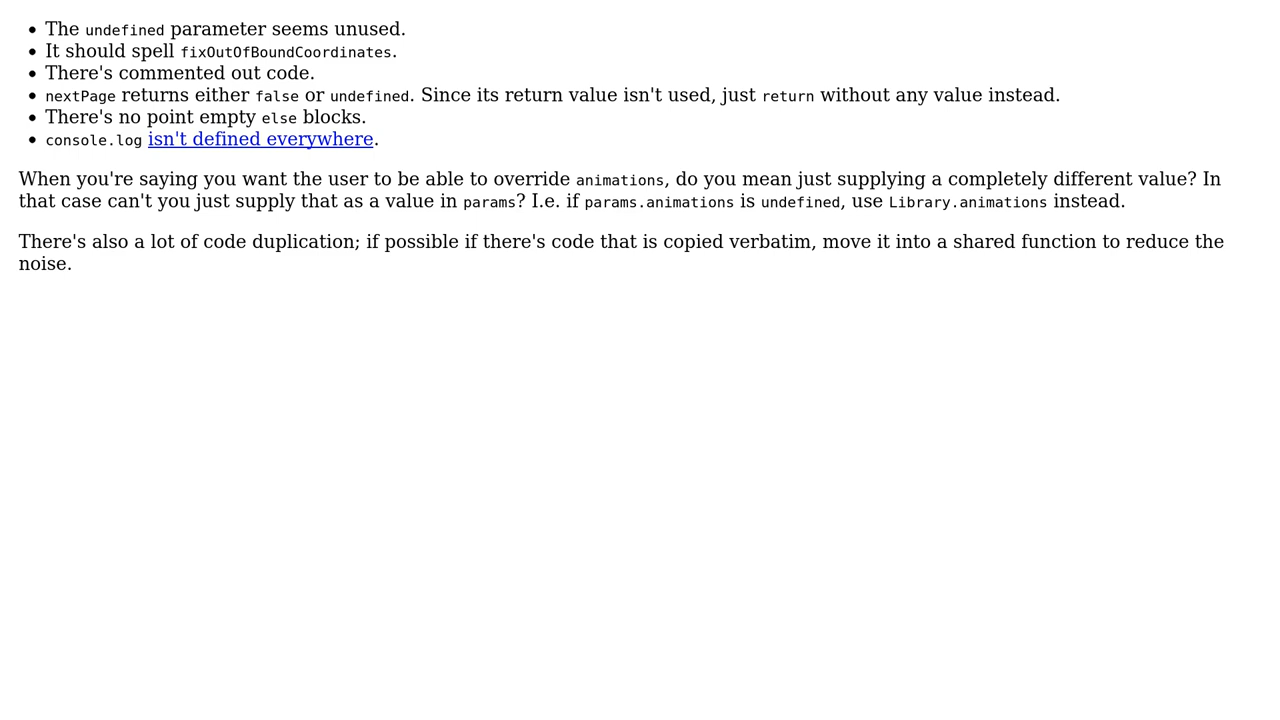 The undefined parameter seems unused.
It should spell fixOutOfBoundCoordinates.
There's commented out code.
nextPage returns either false or undefined. Since its return value isn't used, just return without any value instead.
There's no point empty else blocks.
console.log isn't defined everywhere.
When you're saying you want the user to be able to override animations, do you mean just supplying a completely different value? In
that case can't you just supply that as a value in params? I.e. if params.animations is undefined, use Library.animations instead.
There's also a lot of code duplication; if possible if there's code that is copied verbatim, move it into a shared function to reduce the
noise.